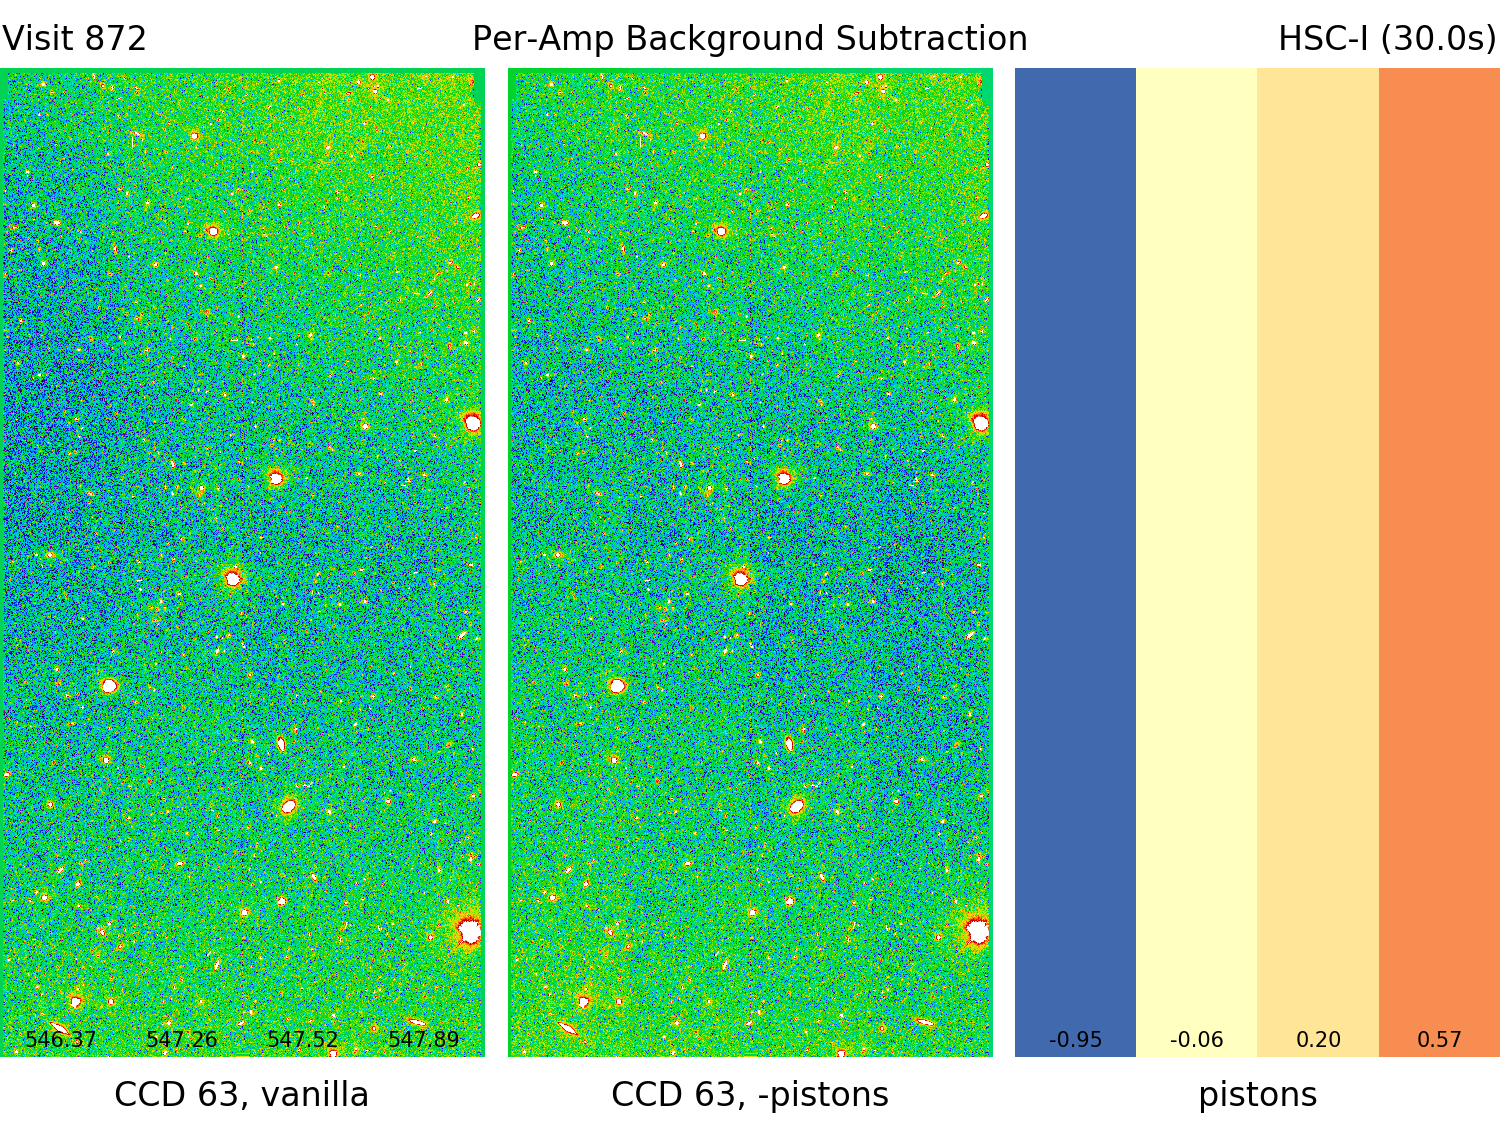 Visit 872 Per-Amp Background Subtraction HSC-I (30.0s)
546.37 547.26 547.52 547.89 -0.95 -0.06 0.20 0.57
CCD 63, vanilla CCD 63, -pistons pistons